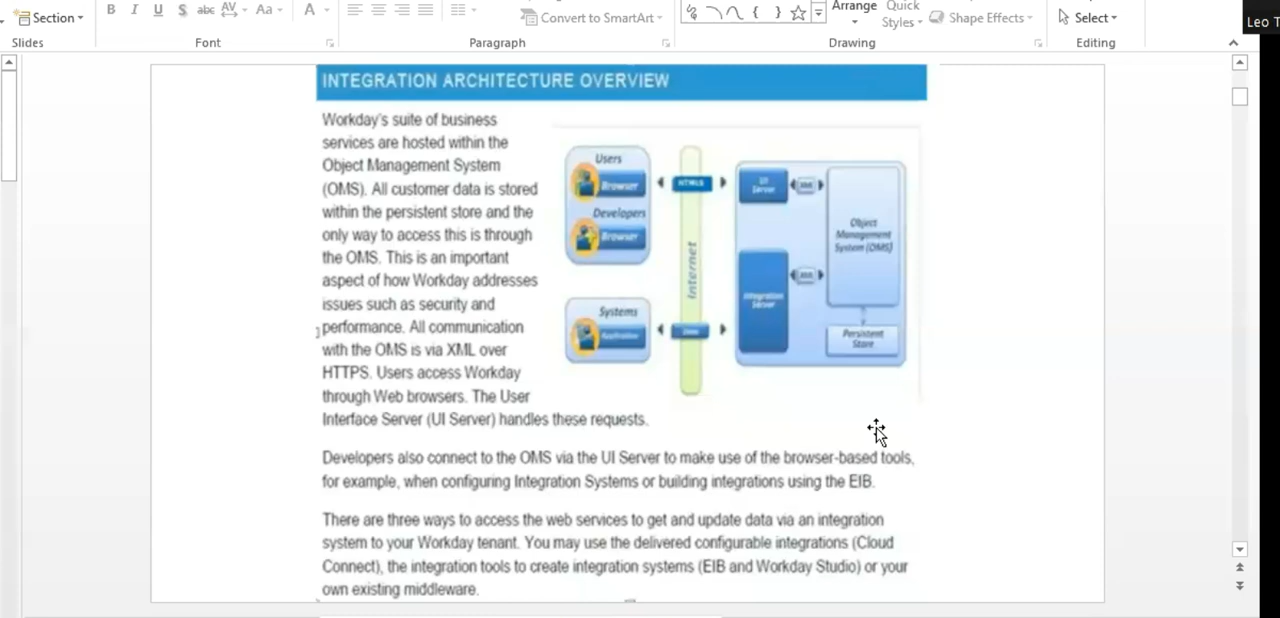 Section
B I U S abc AV Aa A
Convert to SmartArt
Arrange
Quick
Styles
Shape Effects
Select
Leo T
Slides
Font
Paragraph
Drawing
Editing
INTEGRATION ARCHITECTURE OVERVIEW
Workday's suite of business
services are hosted within the
Object Management System
(OMS). All customer data is stored
within the persistent store and the
only way to access this is through
the OMS. This is an important
aspect of how Workday addresses
issues such as security and
performance. All communication
with the OMS is via XML over
HTTPS. Users access Workday
through Web browsers. The User
Interface Server (UI Server) handles these requests.
Users
Browser
Developers
Browser
Systems
Application
Internet
UI
Server
Integration
Server
Object
Management
System (OMS)
Persistent
Store
Developers also connect to the OMS via the UI Server to make use of the browser-based tools,
for example, when configuring Integration Systems or building integrations using the EIB.
There are three ways to access the web services to get and update data via an integration
system to your Workday tenant. You may use the delivered configurable integrations (Cloud
Connect), the integration tools to create integration systems (EIB and Workday Studio) or your
own existing middleware.